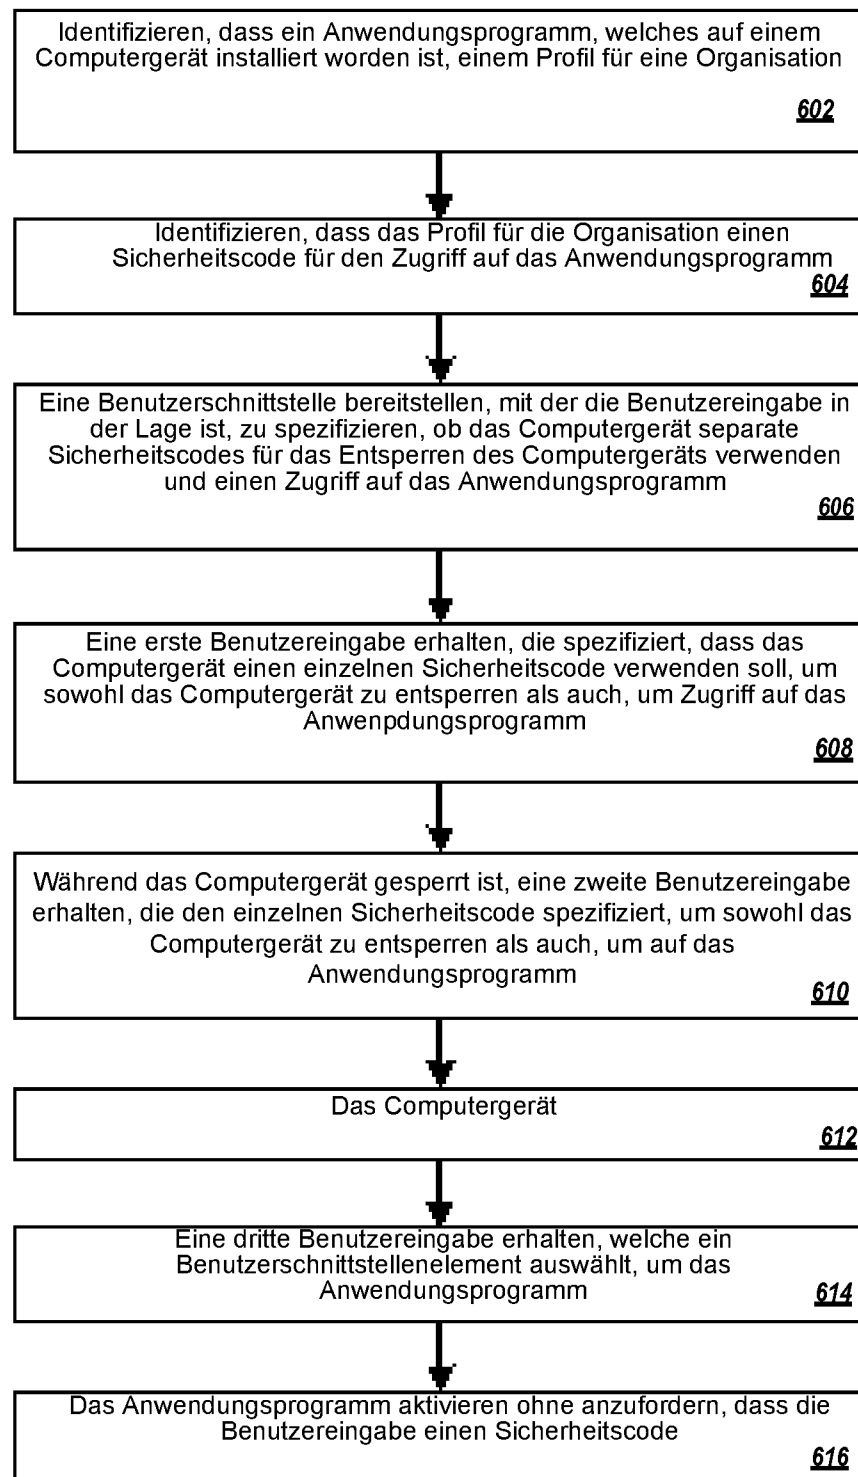 Identifizieren, dass ein Anwendungsprogramm, welches auf einem
Computergerät installiert worden ist, einem Profil für eine Organisation
602
Identifizieren, dass das Profil für die Organisation einen
Sicherheitscode für den Zugriff auf das Anwendungsprogramm
604
Eine Benutzerschnittstelle bereitstellen, mit der die Benutzereingabe in
der Lage ist, zu spezifizieren, ob das Computergerät separate
Sicherheitscodes für das Entsperren des Computergeräts verwenden
und einen Zugriff auf das Anwendungsprogramm
606
Eine erste Benutzereingabe erhalten, die spezifiziert, dass das
Computergerät einen einzelnen Sicherheitscode verwenden soll, um
sowohl das Computergerät zu entsperren als auch, um Zugriff auf das
Anwenpdungsprogramm
608
Während das Computergerät gesperrt ist, eine zweite Benutzereingabe
erhalten, die den einzelnen Sicherheitscode spezifiziert, um sowohl das
Computergerät zu entsperren als auch, um auf das
Anwendungsprogramm
610
Das Computergerät
612
Eine dritte Benutzereingabe erhalten, welche ein
Benutzerschnittstellenelement auswählt, um das
Anwendungsprogramm
614
Das Anwendungsprogramm aktivieren ohne anzufordern, dass die
Benutzereingabe einen Sicherheitscode
616